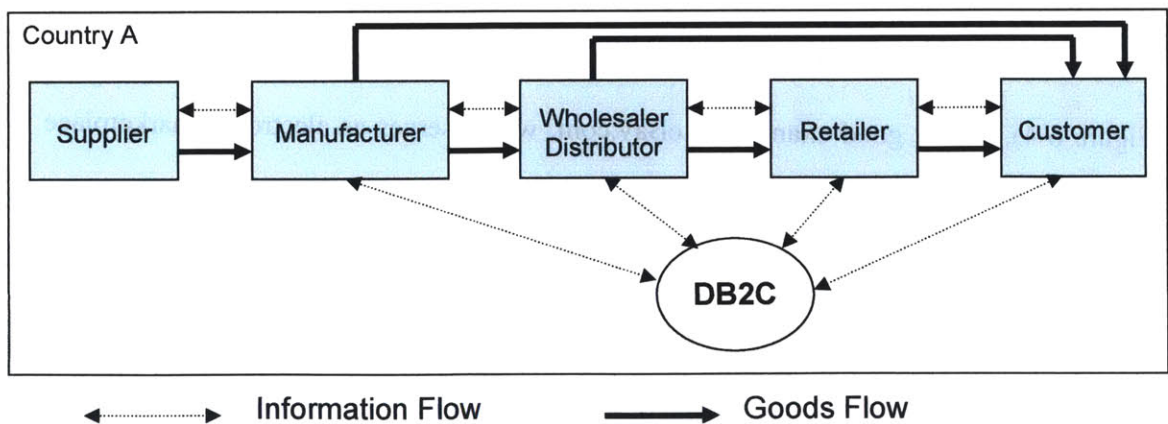 Country A
Supplier
Manufacturer
Wholesaler
Distributor
Retailer
Customer
DB2C
Information Flow
Goods Flow